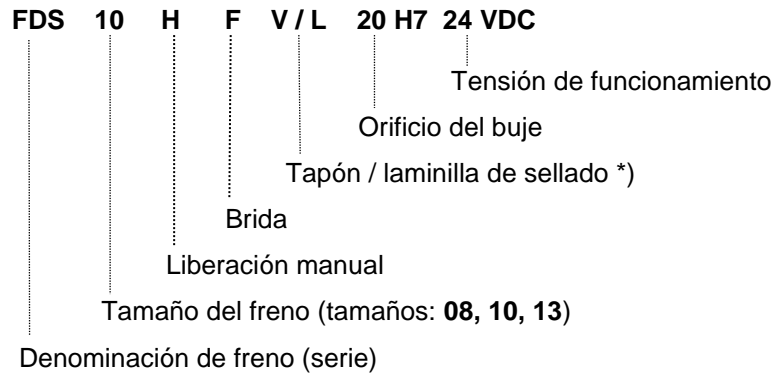 FDS 10 H F V / L 20 H7 24 VDC
Tensión de funcionamiento
Orificio del buje
Tapón / laminilla de sellado *)
Brida
Liberación manual
Tamaño del freno (tamaños: 08, 10, 13)
Denominación de freno (serie)